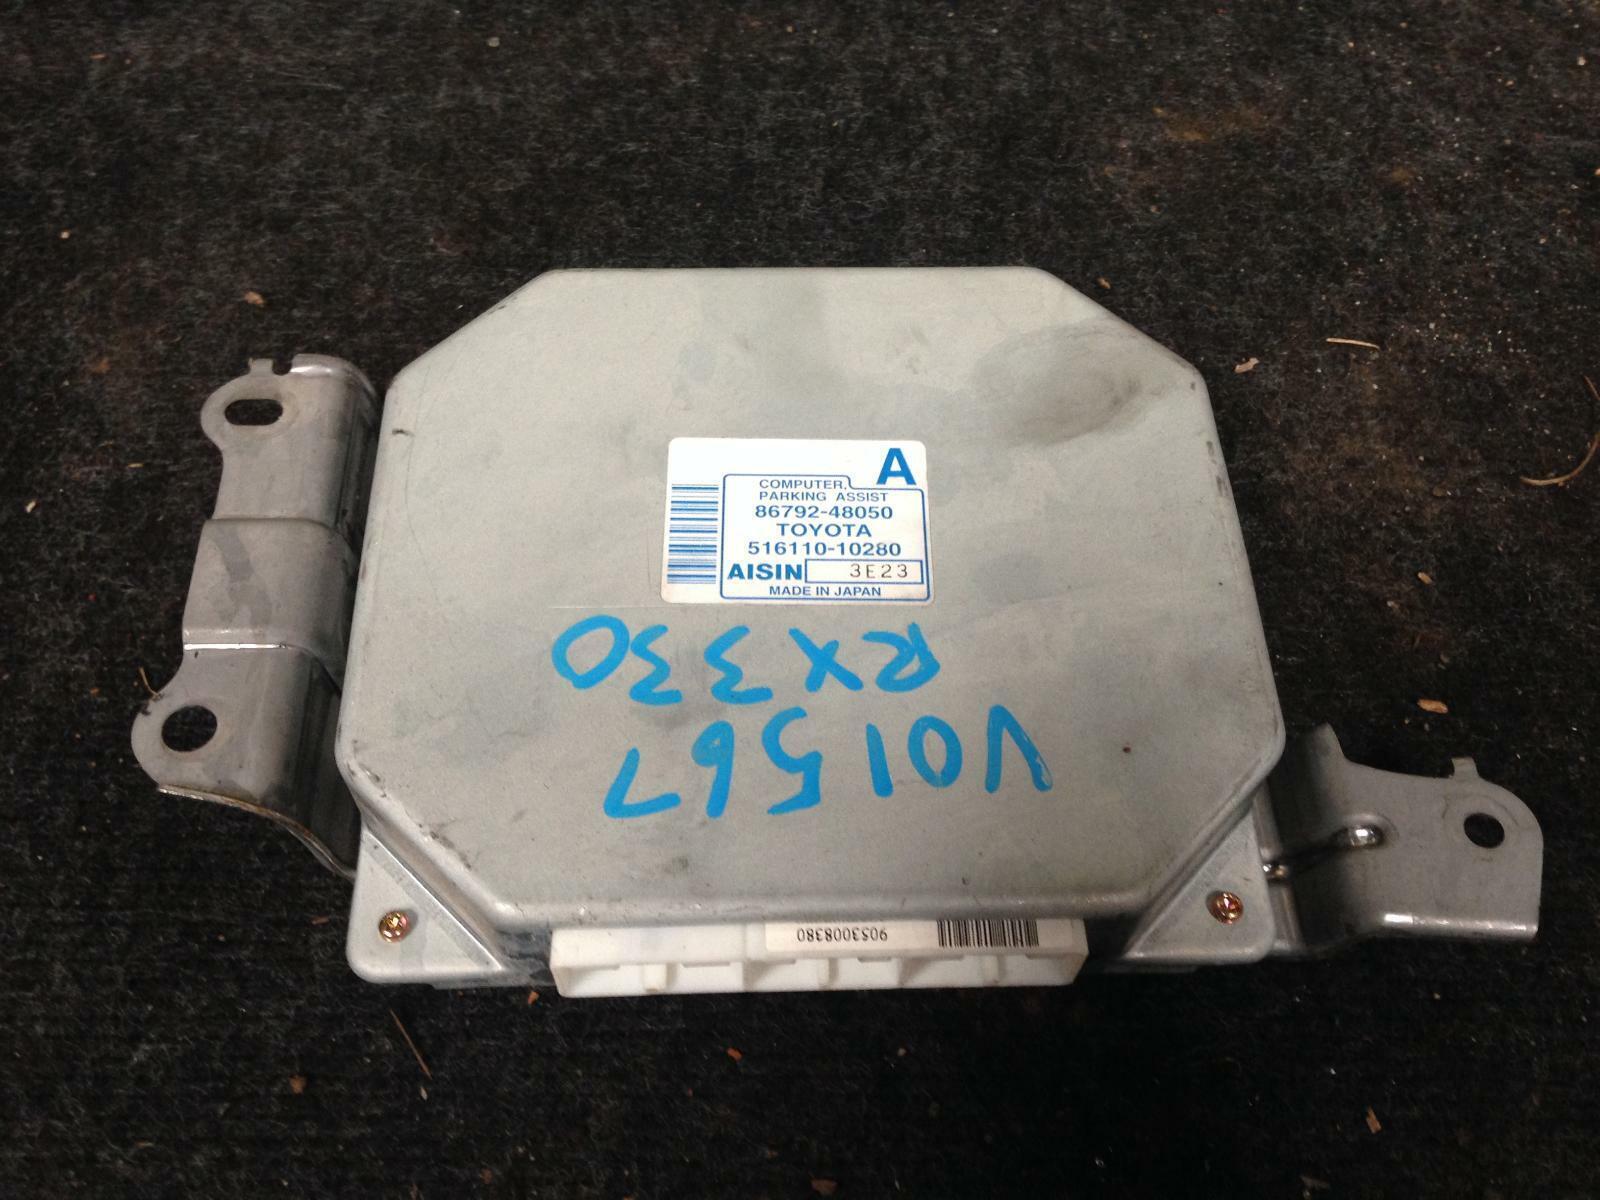 A
COMPUTER,
PARKING ASSIST
86792-48050
TOYOTA
516110-10280
AISIN 3E23
MADE IN JAPAN
V01567
RX330
9053008380